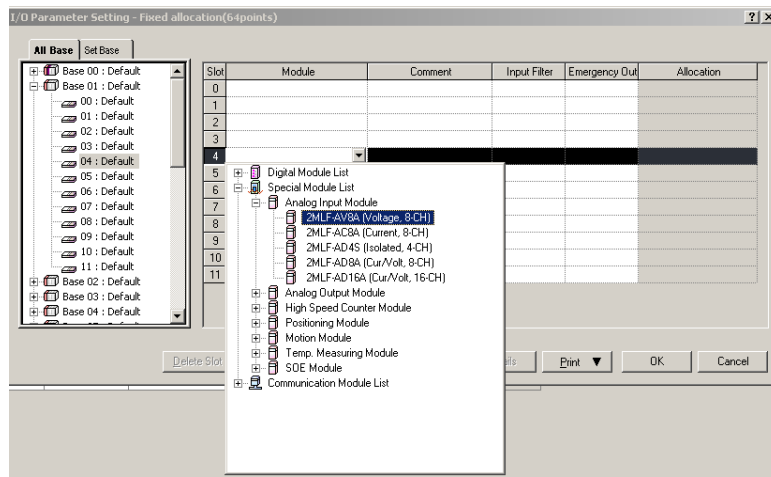 I/O Parameter Setting - Fixed allocation(64points)
All Base
Set Base
Base 00 : Default
Base 01 : Default
00 : Default
01 : Default
02 : Default
03 : Default
04 : Default
05 : Default
06 : Default
07 : Default
08 : Default
09 : Default
10 : Default
11 : Default
Base 02 : Default
Base 03 : Default
Base 04 : Default
Slot Module Comment Input Filter Emergency Out Allocation
0
1
2
3
4
5
6
7
8
9
10
11
Digital Module List
Special Module List
Analog Input Module
2MLF-AV8A (Voltage, 8-CH)
2MLF-AC8A (Current, 8-CH)
2MLF-AD4S (Isolated, 4-CH)
2MLF-AD8A (Cur/Volt, 8-CH)
2MLF-AD16A (Cur/Volt, 16-CH)
Analog Output Module
High Speed Counter Module
Positioning Module
Motion Module
Temp. Measuring Module
SOE Module
Communication Module List
Delete Slot
Print ▼
OK
Cancel